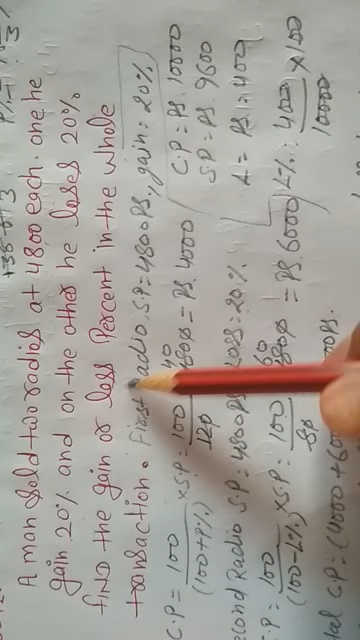 A man sold two radios at 4800 each. one he
gain 20% and on the other he loses 20%
find the gain or loss Percent in the whole
transaction. First Radio S.P = 4800 Rs., gain = 20%
C.P = 100/(100+P%) × S.P = 100/120 × 4800 = Rs. 4000
Second Radio S.P = 4800 Rs Loss = 20%
C.P = 100/(100-L%) × S.P = 100/80 × 4800 = Rs. 6000
C.P = Rs. 10000
S.P = Rs. 9600
L = Rs. = 400
L% = 400/10000 × 100